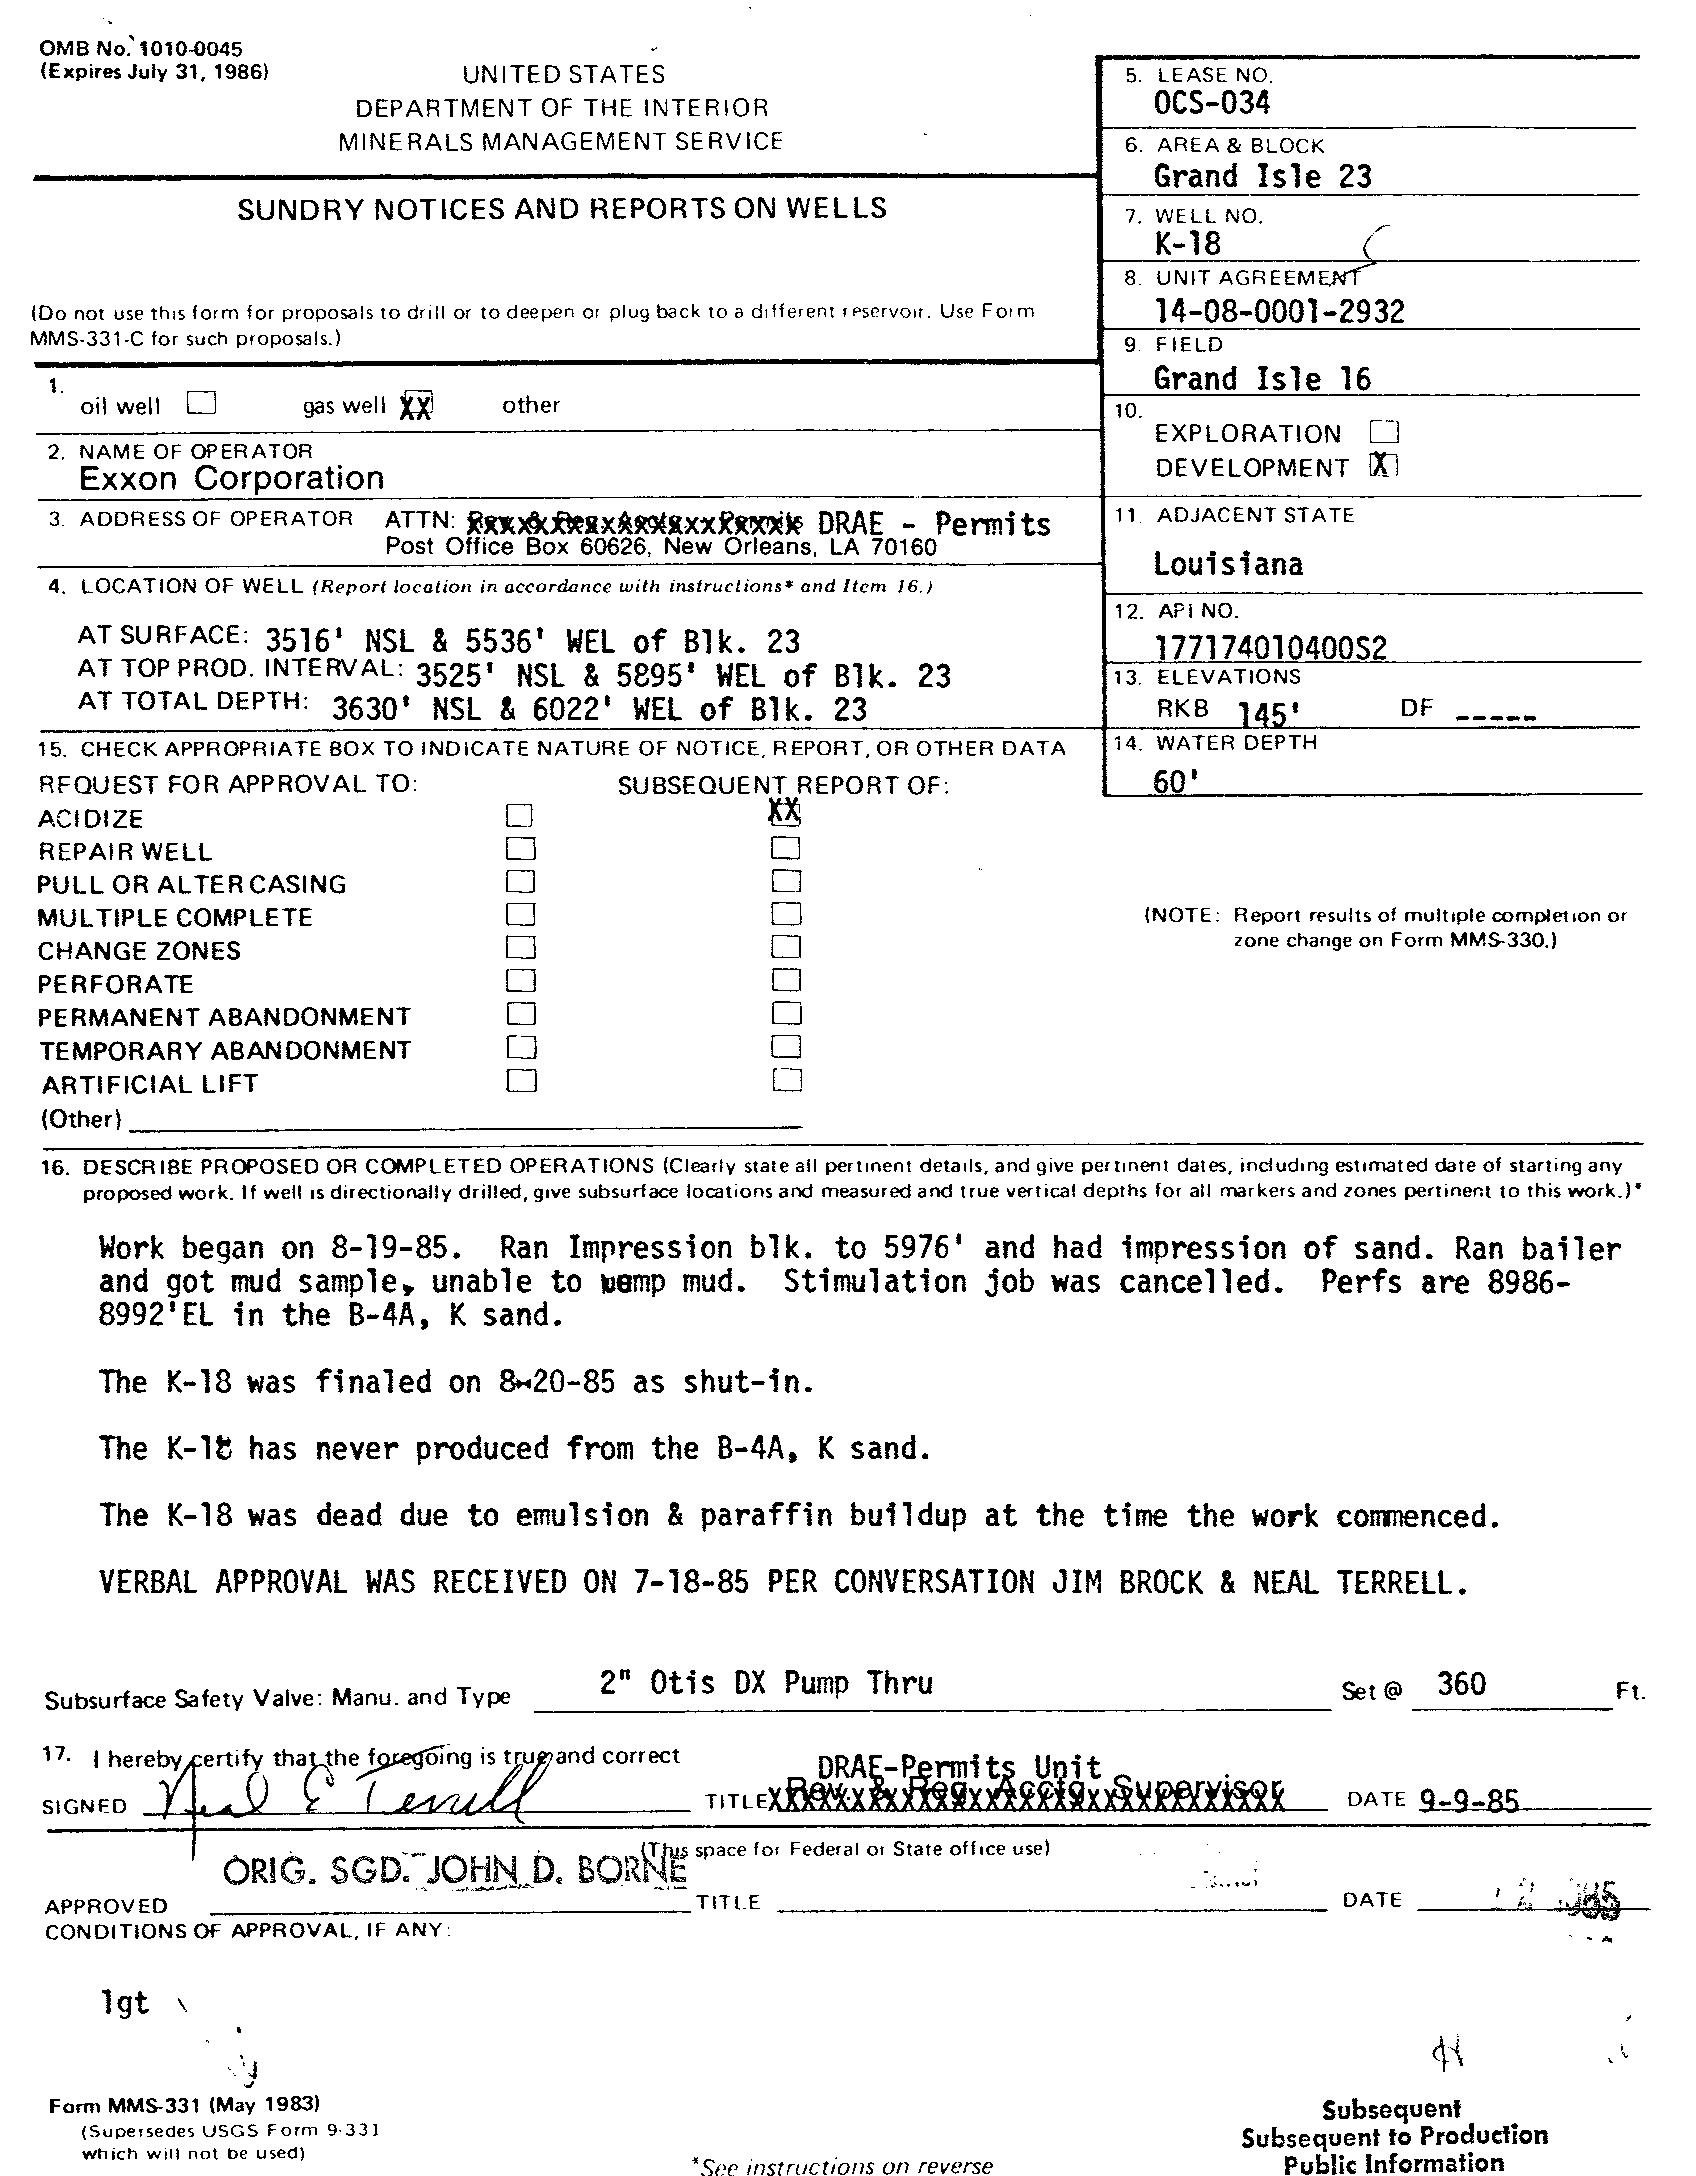 OMB No. 1010-0045
(Expires July 31, 1986)
UNITED STATES
DEPARTMENT OF THE INTERIOR
MINERALS MANAGEMENT SERVICE
SUNDRY NOTICES AND REPORTS ON WELLS
(Do not use this form for proposals to drill or to deepen or plug back to a different reservoir. Use Form
MMS-331-C for such proposals.)
1.
oil well gas well XX other
2. NAME OF OPERATOR
Exxon Corporation
3. ADDRESS OF OPERATOR ATTN: DRAE - Permits
Post Office Box 60626, New Orleans, LA 70160
4. LOCATION OF WELL (Report location in accordance with instructions* and Item 16.)
AT SURFACE: 3516' NSL & 5536' WEL of Blk. 23
AT TOP PROD. INTERVAL: 3525' NSL & 5895' WEL of Blk. 23
AT TOTAL DEPTH: 3630' NSL & 6022' WEL of Blk. 23
5. LEASE NO.
OCS-034
6. AREA & BLOCK
Grand Isle 23
7. WELL NO.
K-18
8. UNIT AGREEMENT
14-08-0001-2932
9. FIELD
Grand Isle 16
10.
EXPLORATION
DEVELOPMENT X
11. ADJACENT STATE
Louisiana
12. API NO.
177174010400S2
13. ELEVATIONS
RKB 145' DF -----
14. WATER DEPTH
60'
15. CHECK APPROPRIATE BOX TO INDICATE NATURE OF NOTICE, REPORT, OR OTHER DATA
REQUEST FOR APPROVAL TO: SUBSEQUENT REPORT OF:
ACIDIZE XX
REPAIR WELL
PULL OR ALTER CASING
MULTIPLE COMPLETE
CHANGE ZONES
PERFORATE
PERMANENT ABANDONMENT
TEMPORARY ABANDONMENT
ARTIFICIAL LIFT
(Other)
(NOTE: Report results of multiple completion or
zone change on Form MMS-330.)
16. DESCRIBE PROPOSED OR COMPLETED OPERATIONS (Clearly state all pertinent details, and give pertinent dates, including estimated date of starting any
proposed work. If well is directionally drilled, give subsurface locations and measured and true vertical depths for all markers and zones pertinent to this work.)*
Work began on 8-19-85. Ran Impression blk. to 5976' and had impression of sand. Ran bailer
and got mud sample, unable to mud. Stimulation job was cancelled. Perfs are 8986-
8992'EL in the B-4A, K sand.
The K-18 was finaled on 8-20-85 as shut-in.
The K-18 has never produced from the B-4A, K sand.
The K-18 was dead due to emulsion & paraffin buildup at the time the work commenced.
VERBAL APPROVAL WAS RECEIVED ON 7-18-85 PER CONVERSATION JIM BROCK & NEAL TERRELL.
Subsurface Safety Valve: Manu. and Type 2" Otis DX Pump Thru Set @ 360 Ft.
17. I hereby certify that the foregoing is true and correct
DRAE-Permits Unit
SIGNED Neal E Terrell TITLE Rev. & Reg. Acctg. Supervisor DATE 9-9-85
(This space for Federal or State office use)
ORIG. SGD. JOHN D. BORNE
APPROVED TITLE DATE
CONDITIONS OF APPROVAL, IF ANY:
lgt
Form MMS-331 (May 1983)
(Supersedes USGS Form 9-331
which will not be used)
*See instructions on reverse
Subsequent
Subsequent to Production
Public Information